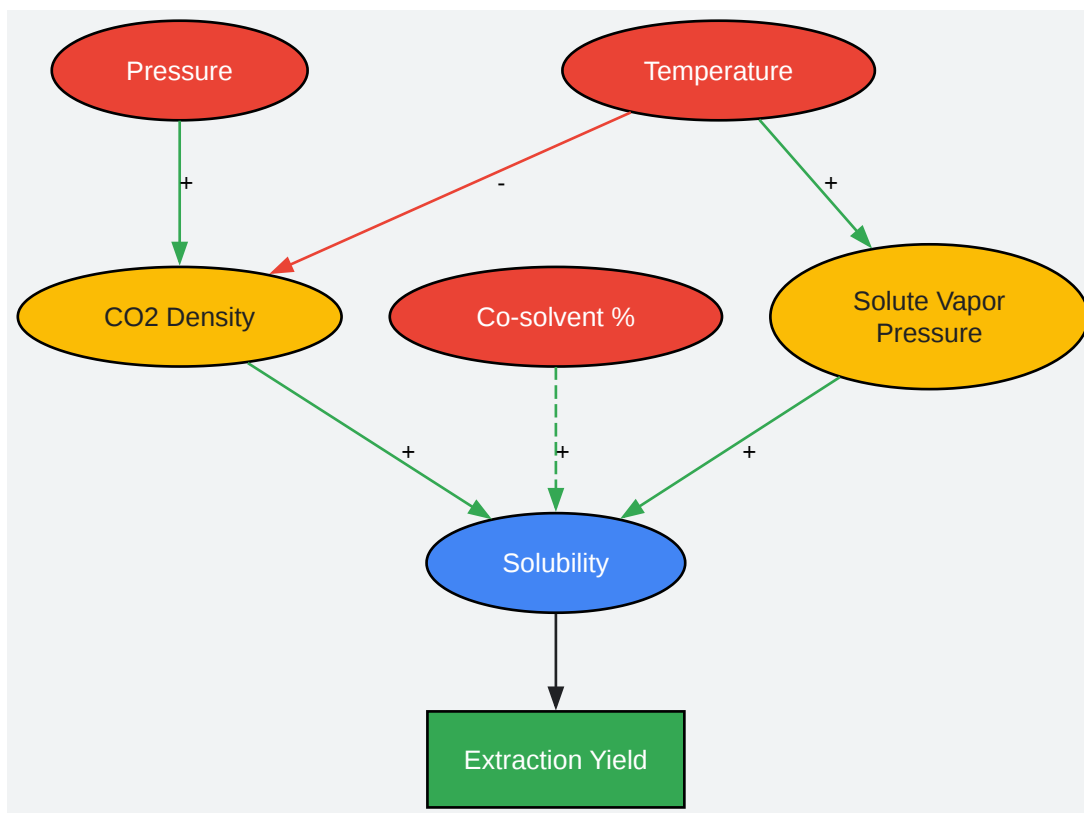 Pressure
Temperature
+
-
+
CO2 Density
Co-solvent %
Solute Vapor
Pressure
+
+
+
Solubility
Extraction Yield